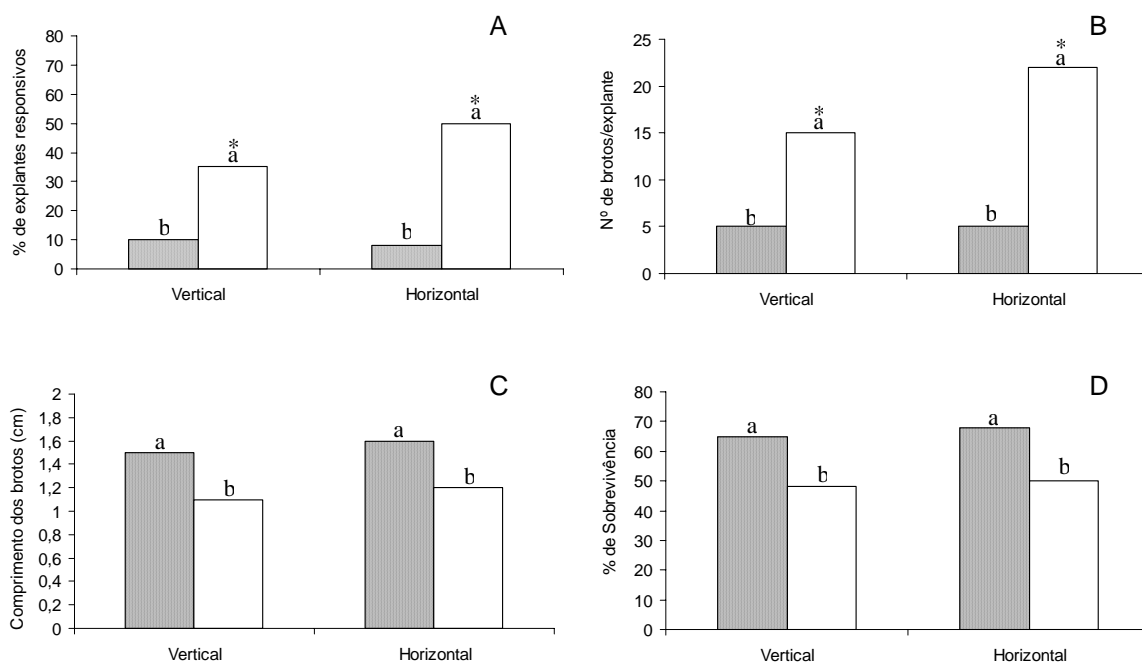 A
% de explantes responsivos
80
70
60
50
40
30
20
10
0
b
a
*
b
a
*
Vertical
Horizontal
B
Nº de brotos/explante
25
20
15
10
5
0
b
a
*
b
a
*
Vertical
Horizontal
C
Comprimento dos brotos (cm)
2
1,8
1,6
1,4
1,2
1
0,8
0,6
0,4
0,2
0
a
b
a
b
Vertical
Horizontal
D
% de Sobrevivência
80
70
60
50
40
30
20
10
0
a
b
a
b
Vertical
Horizontal